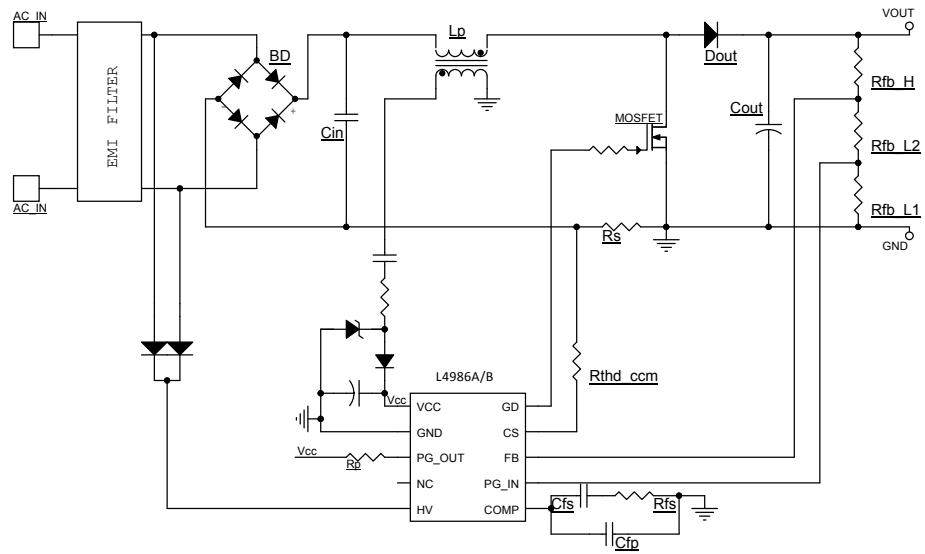 AC_IN
VOUT
Lp
BD
Dout
EMI FILTER
Rfb_H
Cout
MOSFET
Cin
Rfb_L2
-
+
AC_IN
Rfb_L1
Rs
GND
Rthd_ccm
L4986A/B
Vcc
VCC
GD
GND
CS
Vcc
PG_OUT
FB
Rp
NC
PG_IN
Cfs
Rfs
HV
COMP
Cfp